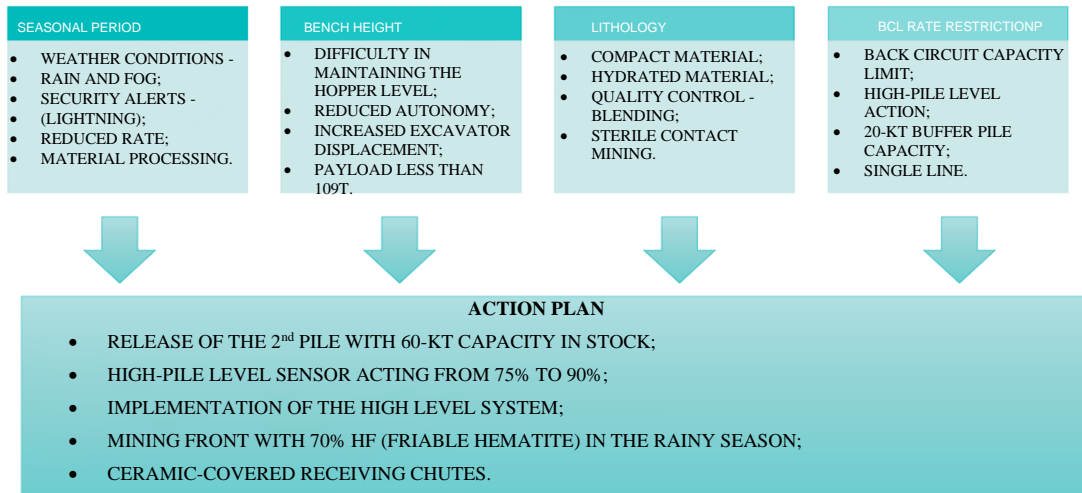 SEASONAL PERIOD
• WEATHER CONDITIONS -
• RAIN AND FOG;
• SECURITY ALERTS -
• (LIGHTNING);
• REDUCED RATE;
• MATERIAL PROCESSING.
BENCH HEIGHT
• DIFFICULTY IN
MAINTAINING THE
HOPPER LEVEL;
• REDUCED AUTONOMY;
• INCREASED EXCAVATOR
DISPLACEMENT;
• PAYLOAD LESS THAN
109T.
LITHOLOGY
• COMPACT MATERIAL;
• HYDRATED MATERIAL;
• QUALITY CONTROL -
BLENDING;
• STERILE CONTACT
MINING.
BCL RATE RESTRICTIONP
• BACK CIRCUIT CAPACITY
LIMIT;
• HIGH-PILE LEVEL
ACTION;
• 20-KT BUFFER PILE
CAPACITY;
• SINGLE LINE.
ACTION PLAN
• RELEASE OF THE 2nd PILE WITH 60-KT CAPACITY IN STOCK;
• HIGH-PILE LEVEL SENSOR ACTING FROM 75% TO 90%;
• IMPLEMENTATION OF THE HIGH LEVEL SYSTEM;
• MINING FRONT WITH 70% HF (FRIABLE HEMATITE) IN THE RAINY SEASON;
• CERAMIC-COVERED RECEIVING CHUTES.